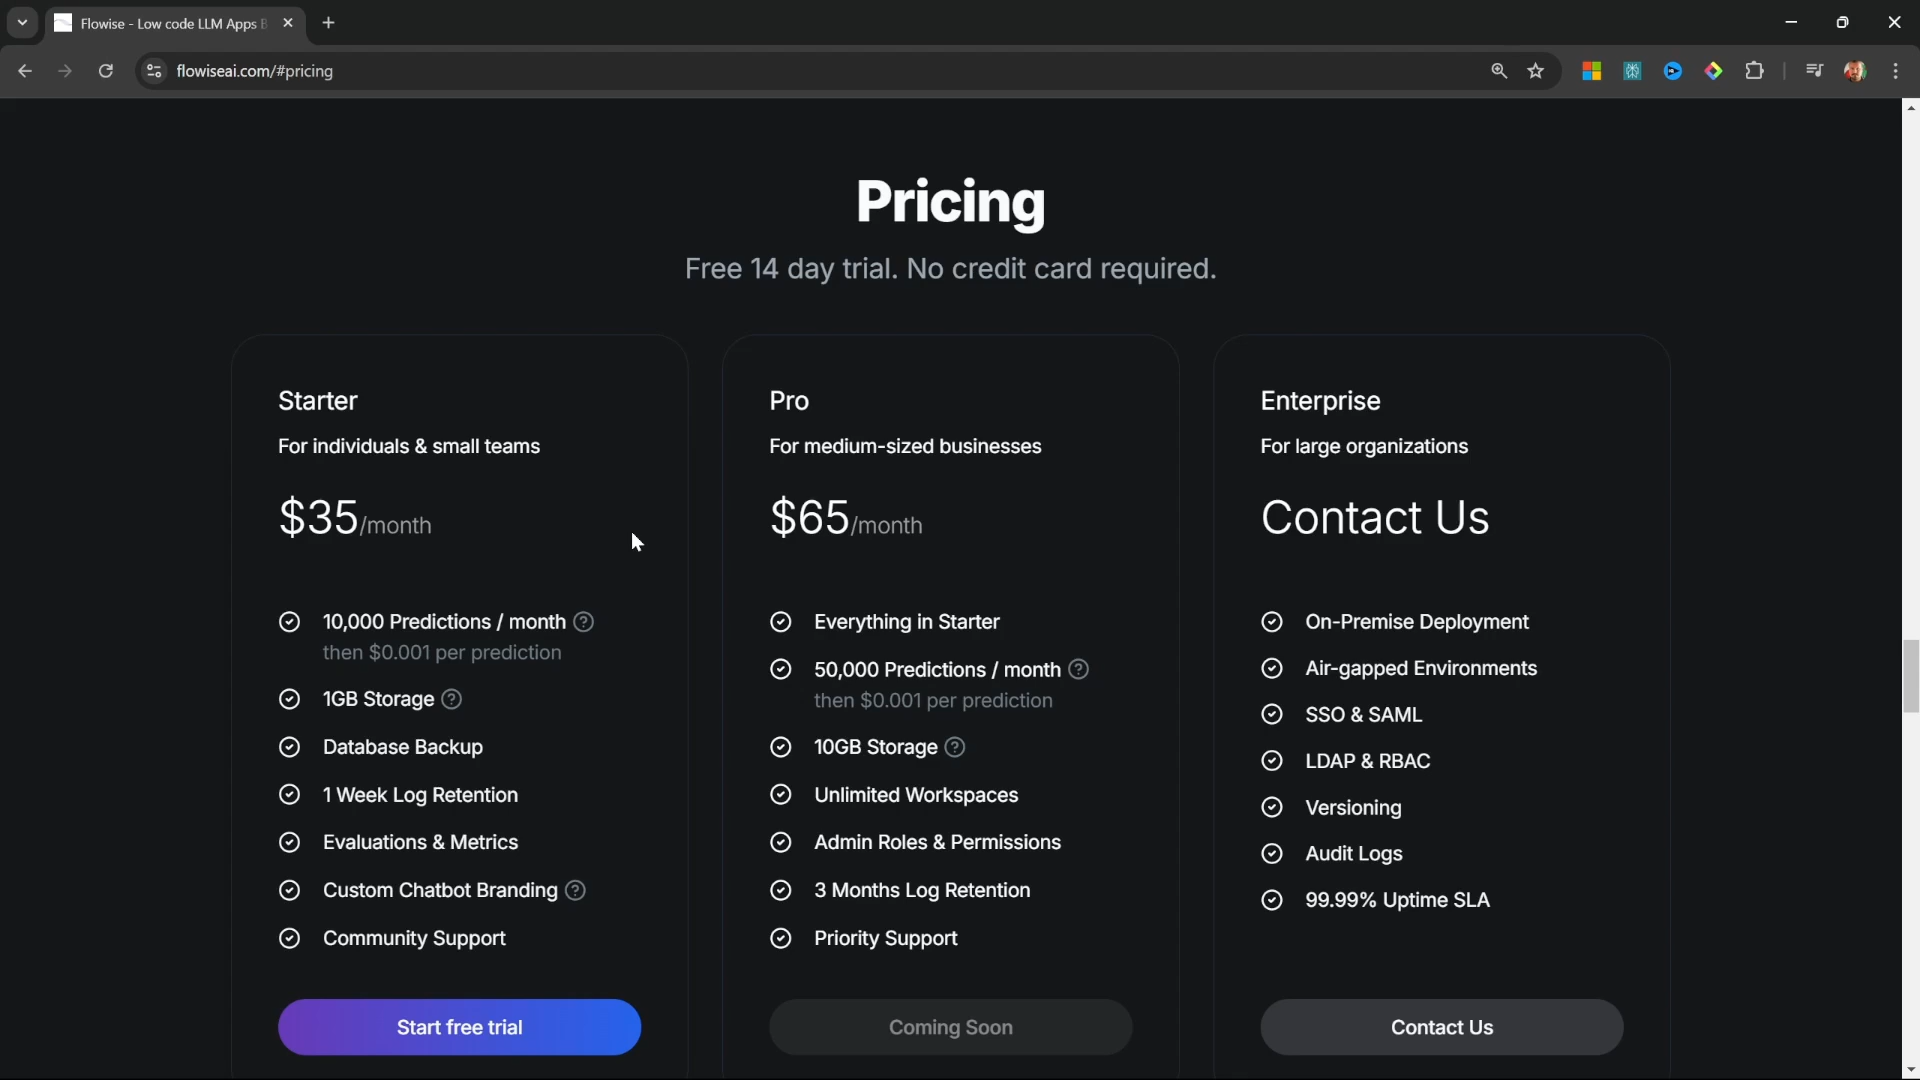 Flowise - Low code LLM Apps B
flowiseai.com/#pricing
Pricing
Free 14 day trial. No credit card required.
Starter
For individuals & small teams
$35/month
10,000 Predictions / month
then $0.001 per prediction
1GB Storage
Database Backup
1 Week Log Retention
Evaluations & Metrics
Custom Chatbot Branding
Community Support
Start free trial
Pro
For medium-sized businesses
$65/month
Everything in Starter
50,000 Predictions / month
then $0.001 per prediction
10GB Storage
Unlimited Workspaces
Admin Roles & Permissions
3 Months Log Retention
Priority Support
Coming Soon
Enterprise
For large organizations
Contact Us
On-Premise Deployment
Air-gapped Environments
SSO & SAML
LDAP & RBAC
Versioning
Audit Logs
99.99% Uptime SLA
Contact Us